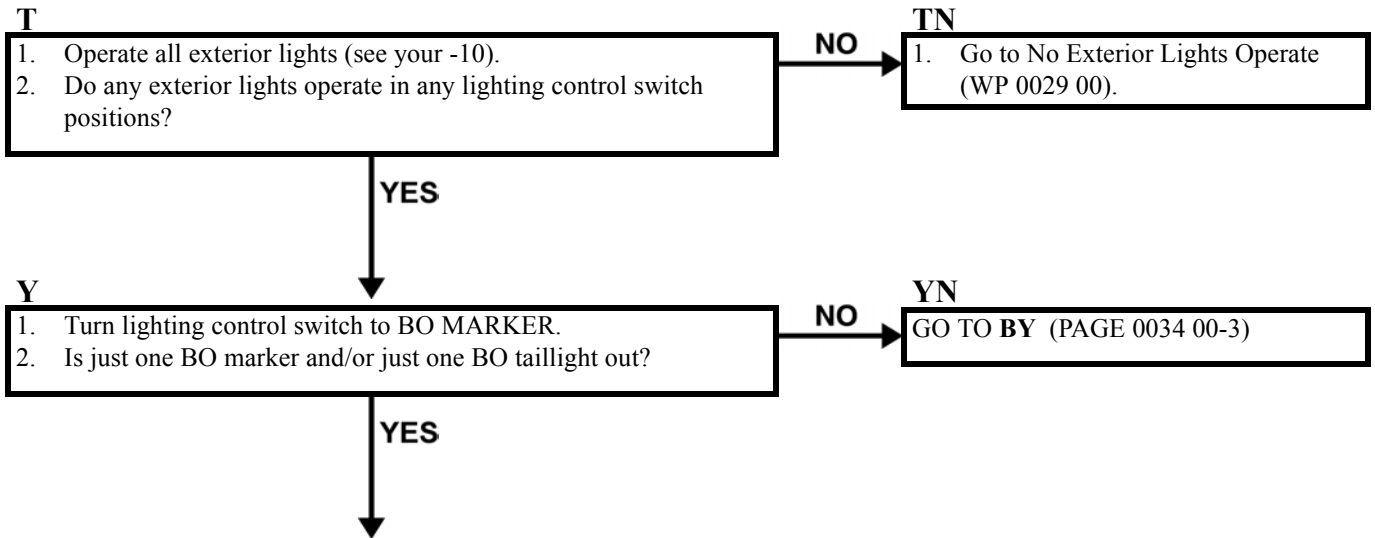 T
1. Operate all exterior lights (see your -10).
2. Do any exterior lights operate in any lighting control switch
positions?
NO
TN
1. Go to No Exterior Lights Operate
(WP 0029 00).
YES
Y
1. Turn lighting control switch to BO MARKER.
2. Is just one BO marker and/or just one BO taillight out?
NO
YN
GO TO BY (PAGE 0034 00-3)
YES